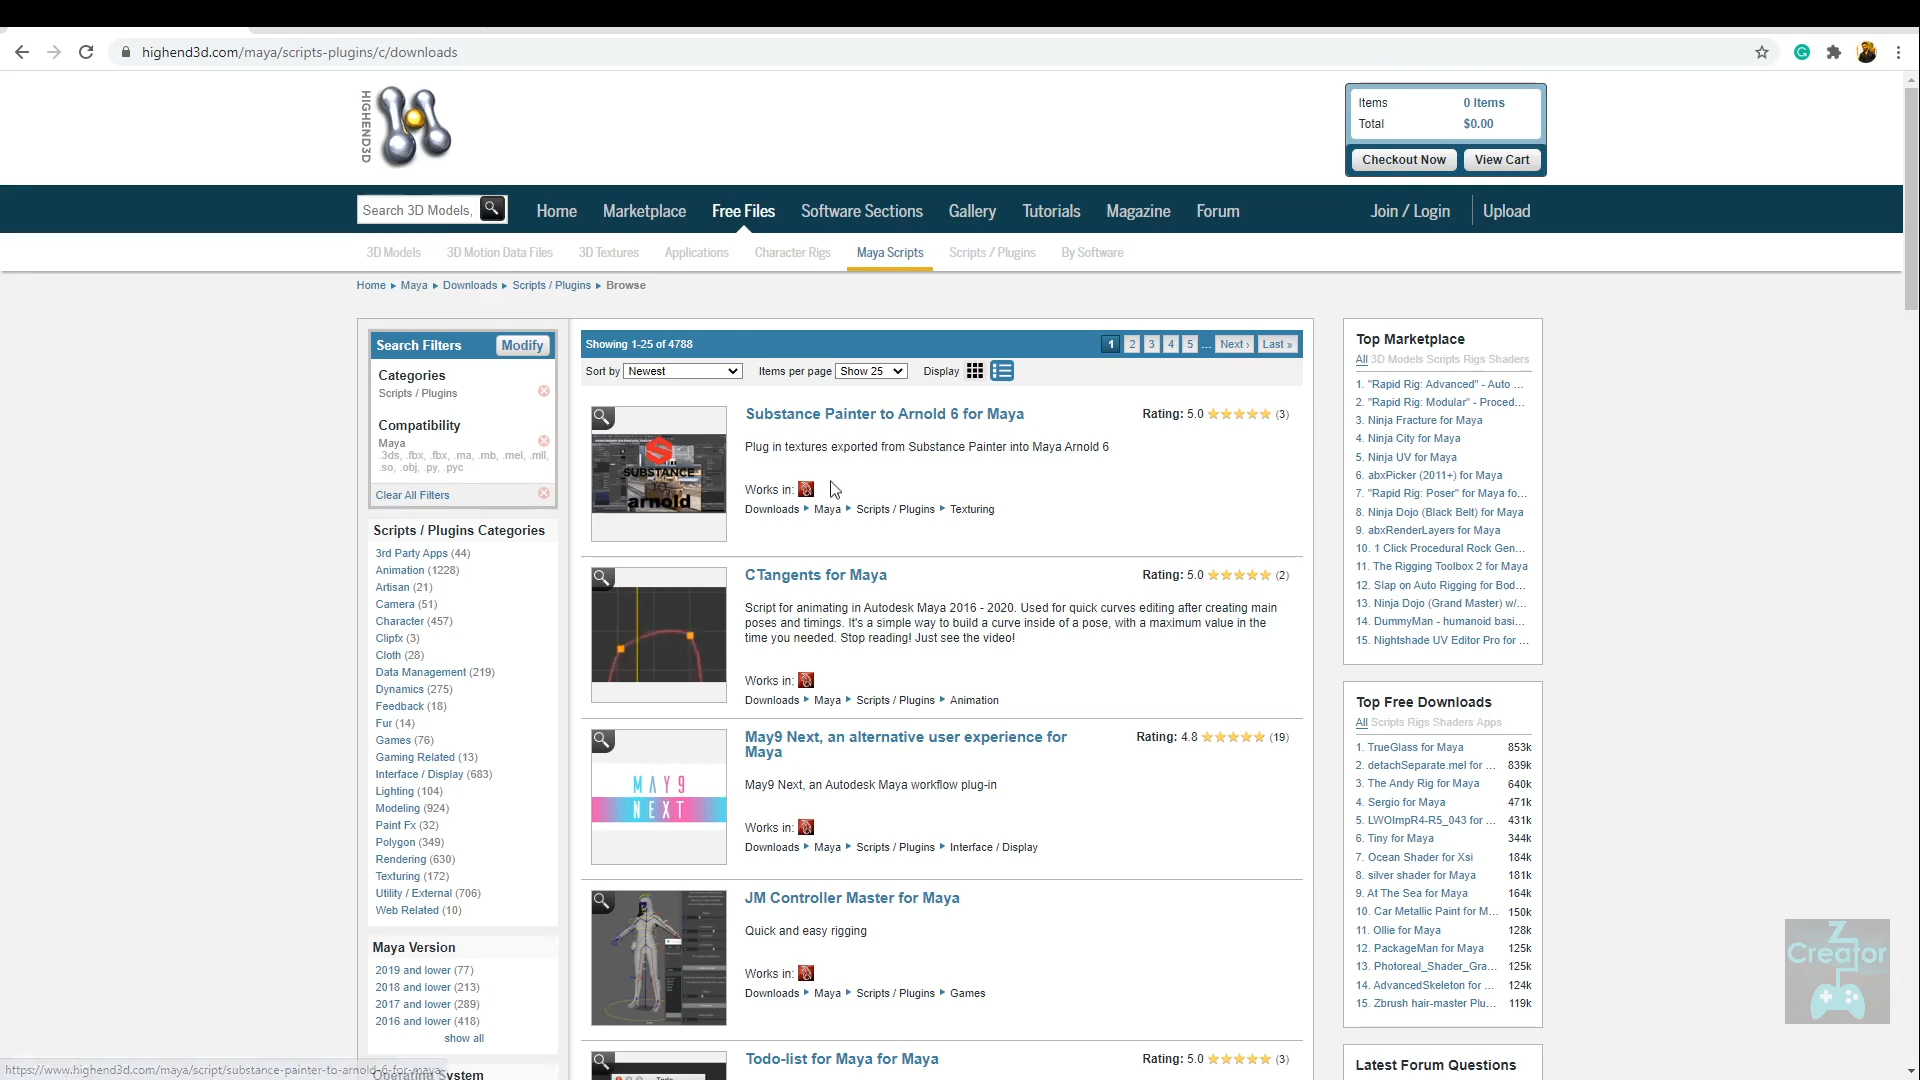 highend3d.com/maya/scripts-plugins/c/downloads
HIGHEND3D
Items 0 Items
Total $0.00
Checkout Now View Cart
Search 3D Models,
Home Marketplace Free Files Software Sections Gallery Tutorials Magazine Forum Join / Login Upload
3D Models 3D Motion Data Files 3D Textures Applications Character Rigs Maya Scripts Scripts / Plugins By Software
Home Maya Downloads Scripts / Plugins Browse
Search Filters Modify
Categories
Scripts / Plugins
Compatibility
Maya
.3ds, .fbx, .fbx, .ma, .mb, .mel, .mll,
.so, .obj, .py, .pyc
Clear All Filters
Scripts / Plugins Categories
3rd Party Apps (44)
Animation (1228)
Artisan (21)
Camera (51)
Character (457)
Clipfx (3)
Cloth (28)
Data Management (219)
Dynamics (275)
Feedback (18)
Fur (14)
Games (76)
Gaming Related (13)
Interface / Display (683)
Lighting (104)
Modeling (924)
Paint Fx (32)
Polygon (349)
Rendering (630)
Texturing (172)
Utility / External (706)
Web Related (10)
Maya Version
2019 and lower (77)
2018 and lower (213)
2017 and lower (289)
2016 and lower (418)
show all
Operating System
https://www.highend3d.com/maya/script/substance-painter-to-arnold-6-for-maya
Showing 1-25 of 4788 1 2 3 4 5 ... Next › Last »
Sort by Newest Items per page Show 25 Display
SUBSTANCE
TO
arnold
Substance Painter to Arnold 6 for Maya Rating: 5.0 (3)
Plug in textures exported from Substance Painter into Maya Arnold 6
Works in:
Downloads Maya Scripts / Plugins Texturing
CTangents for Maya Rating: 5.0 (2)
Script for animating in Autodesk Maya 2016 - 2020. Used for quick curves editing after creating main
poses and timings. It's a simple way to build a curve inside of a pose, with a maximum value in the
time you needed. Stop reading! Just see the video!
Works in:
Downloads Maya Scripts / Plugins Animation
MAY9
NEXT
May9 Next, an alternative user experience for Rating: 4.8 (19)
Maya
May9 Next, an Autodesk Maya workflow plug-in
Works in:
Downloads Maya Scripts / Plugins Interface / Display
JM Controller Master for Maya
Quick and easy rigging
Works in:
Downloads Maya Scripts / Plugins Games
Todo-list for Maya for Maya Rating: 5.0 (3)
Todo
Top Marketplace
All 3D Models Scripts Rigs Shaders
1. "Rapid Rig: Advanced" - Auto ...
2. "Rapid Rig: Modular" - Proced...
3. Ninja Fracture for Maya
4. Ninja City for Maya
5. Ninja UV for Maya
6. abxPicker (2011+) for Maya
7. "Rapid Rig: Poser" for Maya fo...
8. Ninja Dojo (Black Belt) for Maya
9. abxRenderLayers for Maya
10. 1 Click Procedural Rock Gen...
11. The Rigging Toolbox 2 for Maya
12. Slap on Auto Rigging for Bod...
13. Ninja Dojo (Grand Master) w/...
14. DummyMan - humanoid basi...
15. Nightshade UV Editor Pro for ...
Top Free Downloads
All Scripts Rigs Shaders Apps
1. TrueGlass for Maya 853k
2. detachSeparate.mel for ... 839k
3. The Andy Rig for Maya 640k
4. Sergio for Maya 471k
5. LWOImpR4-R5_043 for ... 431k
6. Tiny for Maya 344k
7. Ocean Shader for Xsi 184k
8. silver shader for Maya 181k
9. At The Sea for Maya 164k
10. Car Metallic Paint for M... 150k
11. Ollie for Maya 128k
12. PackageMan for Maya 125k
13. Photoreal_Shader_Gra... 125k
14. AdvancedSkeleton for ... 124k
15. Zbrush hair-master Plu... 119k
Latest Forum Questions
Z
Creator